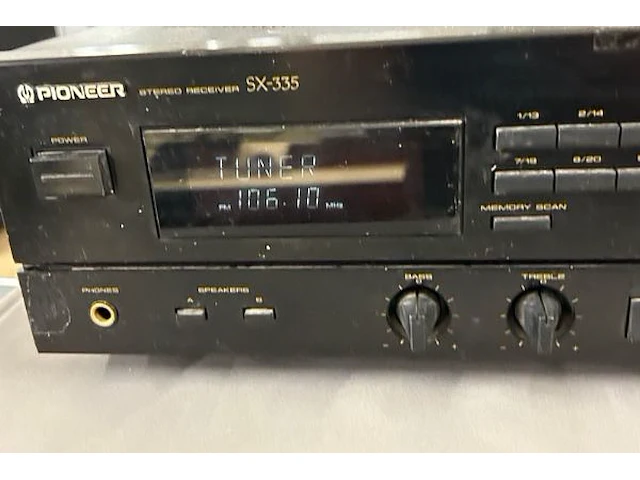 PIONEER STEREO RECEIVER SX-335
POWER
TUNER
FM 106.10 MHz
1/13 2/14
7/19 8/20
MEMORY SCAN
PHONES
SPEAKERS
A B
BASS
- +
TREBLE
- +